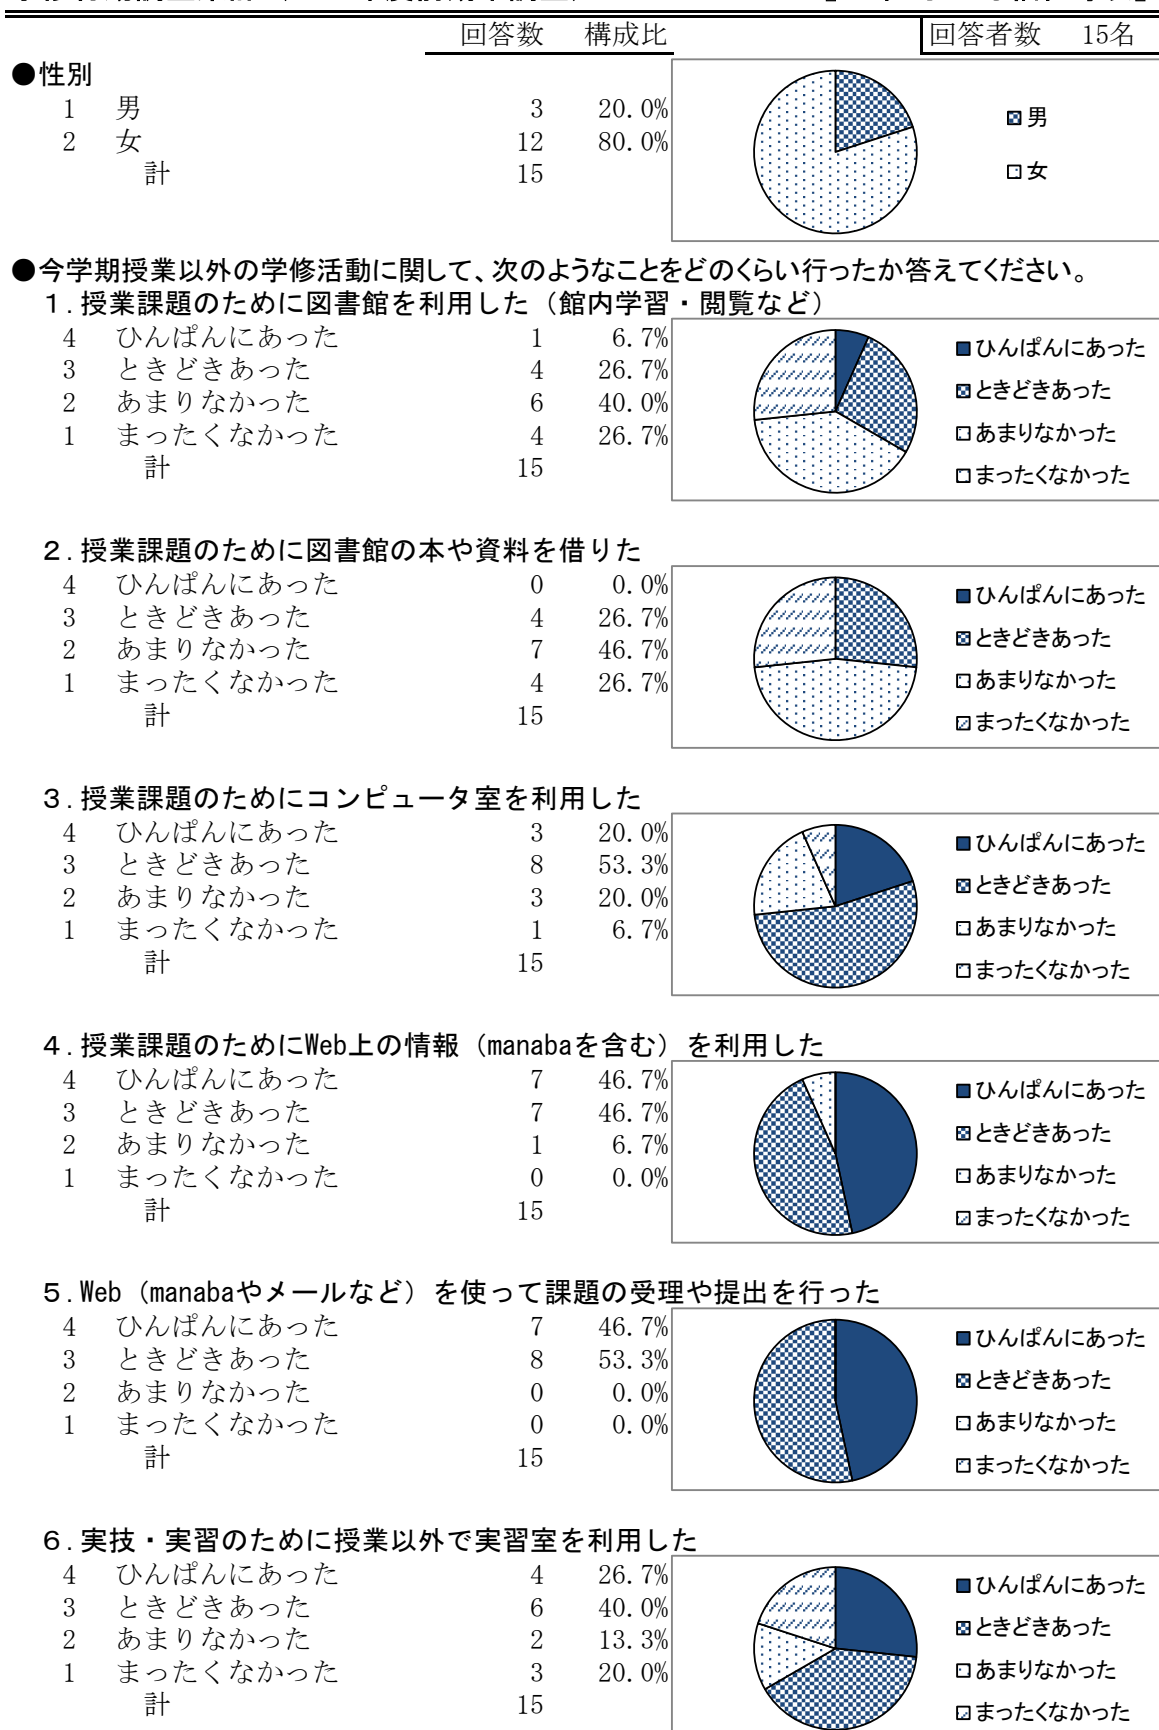 回答数 構成比 回答者数 15名
●性別
1 男 3 20.0%
2 女 12 80.0%
計 15
男
女
●今学期授業以外の学修活動に関して、次のようなことをどのくらい行ったか答えてください。
１．授業課題のために図書館を利用した（館内学習・閲覧など）
4 ひんぱんにあった 1 6.7%
3 ときどきあった 4 26.7%
2 あまりなかった 6 40.0%
1 まったくなかった 4 26.7%
計 15
ひんぱんにあった
ときどきあった
あまりなかった
まったくなかった
２．授業課題のために図書館の本や資料を借りた
4 ひんぱんにあった 0 0.0%
3 ときどきあった 4 26.7%
2 あまりなかった 7 46.7%
1 まったくなかった 4 26.7%
計 15
ひんぱんにあった
ときどきあった
あまりなかった
まったくなかった
３．授業課題のためにコンピュータ室を利用した
4 ひんぱんにあった 3 20.0%
3 ときどきあった 8 53.3%
2 あまりなかった 3 20.0%
1 まったくなかった 1 6.7%
計 15
ひんぱんにあった
ときどきあった
あまりなかった
まったくなかった
４．授業課題のためにWeb上の情報（manabaを含む）を利用した
4 ひんぱんにあった 7 46.7%
3 ときどきあった 7 46.7%
2 あまりなかった 1 6.7%
1 まったくなかった 0 0.0%
計 15
ひんぱんにあった
ときどきあった
あまりなかった
まったくなかった
５．Web（manabaやメールなど）を使って課題の受理や提出を行った
4 ひんぱんにあった 7 46.7%
3 ときどきあった 8 53.3%
2 あまりなかった 0 0.0%
1 まったくなかった 0 0.0%
計 15
ひんぱんにあった
ときどきあった
あまりなかった
まったくなかった
６．実技・実習のために授業以外で実習室を利用した
4 ひんぱんにあった 4 26.7%
3 ときどきあった 6 40.0%
2 あまりなかった 2 13.3%
1 まったくなかった 3 20.0%
計 15
ひんぱんにあった
ときどきあった
あまりなかった
まったくなかった